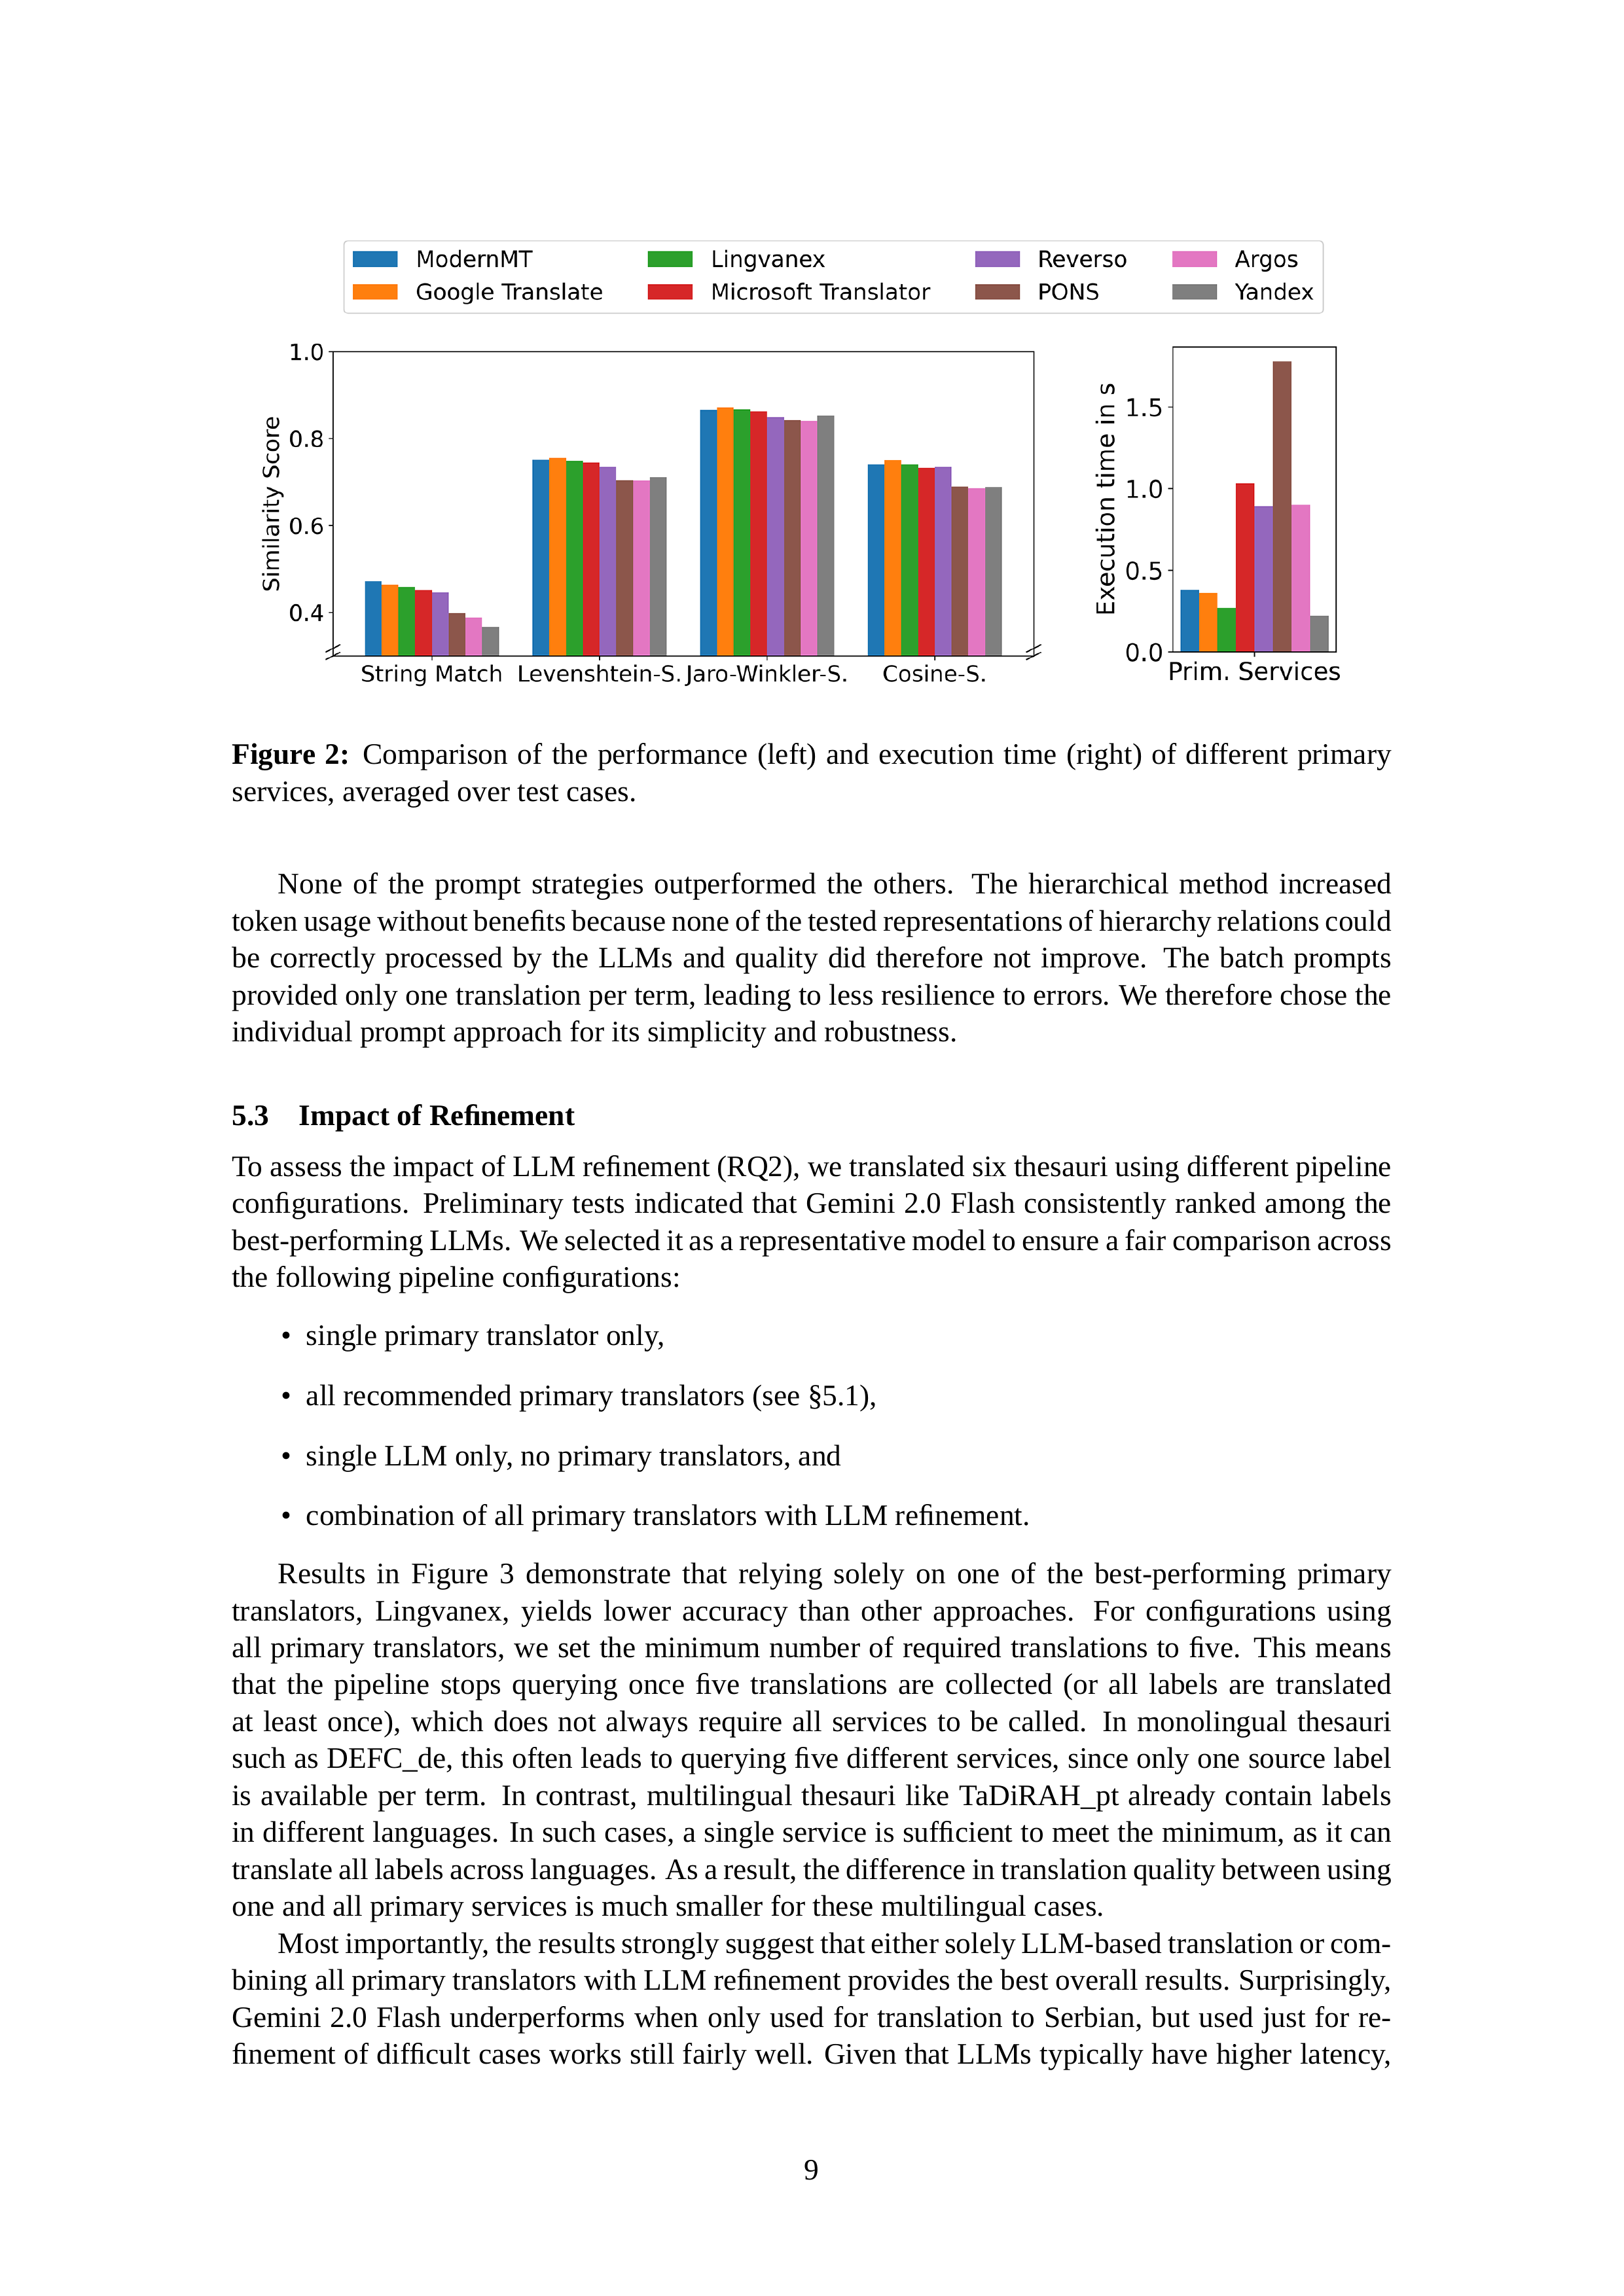 ModernMT
Google Translate
Lingvanex
Microsoft Translator
Reverso
PONS
Argos
Yandex
Similarity Score
1.0
0.8
0.6
0.4
String Match Levenshtein-S. Jaro-Winkler-S. Cosine-S.
Execution time in s
1.5
1.0
0.5
0.0
Prim. Services
Figure 2: Comparison of the performance (left) and execution time (right) of different primary
services, averaged over test cases.
None of the prompt strategies outperformed the others. The hierarchical method increased
token usage without benefits because none of the tested representations of hierarchy relations could
be correctly processed by the LLMs and quality did therefore not improve. The batch prompts
provided only one translation per term, leading to less resilience to errors. We therefore chose the
individual prompt approach for its simplicity and robustness.
5.3 Impact of Refinement
To assess the impact of LLM refinement (RQ2), we translated six thesauri using different pipeline
configurations. Preliminary tests indicated that Gemini 2.0 Flash consistently ranked among the
best-performing LLMs. We selected it as a representative model to ensure a fair comparison across
the following pipeline configurations:
• single primary translator only,
• all recommended primary translators (see §5.1),
• single LLM only, no primary translators, and
• combination of all primary translators with LLM refinement.
Results in Figure 3 demonstrate that relying solely on one of the best-performing primary
translators, Lingvanex, yields lower accuracy than other approaches. For configurations using
all primary translators, we set the minimum number of required translations to five. This means
that the pipeline stops querying once five translations are collected (or all labels are translated
at least once), which does not always require all services to be called. In monolingual thesauri
such as DEFC_de, this often leads to querying five different services, since only one source label
is available per term. In contrast, multilingual thesauri like TaDiRAH_pt already contain labels
in different languages. In such cases, a single service is sufficient to meet the minimum, as it can
translate all labels across languages. As a result, the difference in translation quality between using
one and all primary services is much smaller for these multilingual cases.
Most importantly, the results strongly suggest that either solely LLM-based translation or com-
bining all primary translators with LLM refinement provides the best overall results. Surprisingly,
Gemini 2.0 Flash underperforms when only used for translation to Serbian, but used just for re-
finement of difficult cases works still fairly well. Given that LLMs typically have higher latency,
9